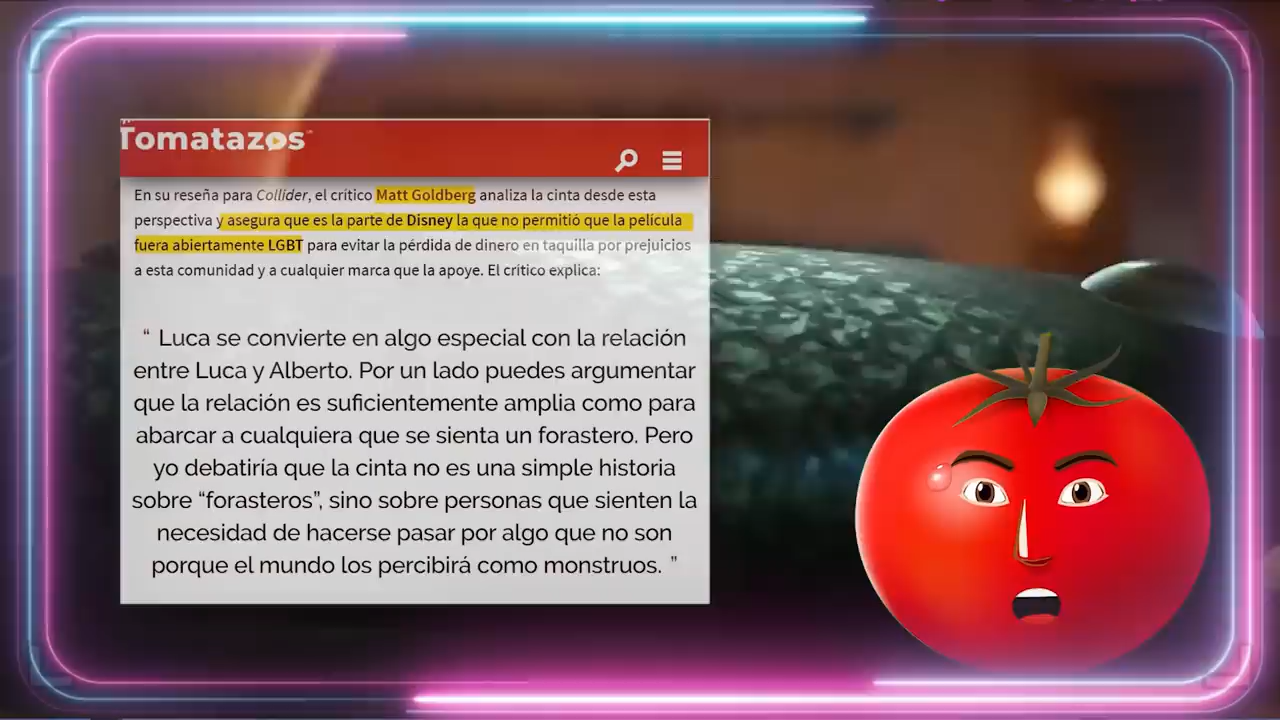 Tomatazos
En su reseña para Collider, el crítico Matt Goldberg analiza la cinta desde esta
perspectiva y asegura que es la parte de Disney la que no permitió que la película
fuera abiertamente LGBT para evitar la pérdida de dinero en taquilla por prejuicios
a esta comunidad y a cualquier marca que la apoye. El crítico explica:
“ Luca se convierte en algo especial con la relación
entre Luca y Alberto. Por un lado puedes argumentar
que la relación es suficientemente amplia como para
abarcar a cualquiera que se sienta un forastero. Pero
yo debatiría que la cinta no es una simple historia
sobre “forasteros”, sino sobre personas que sienten la
necesidad de hacerse pasar por algo que no son
porque el mundo los percibirá como monstruos. ”